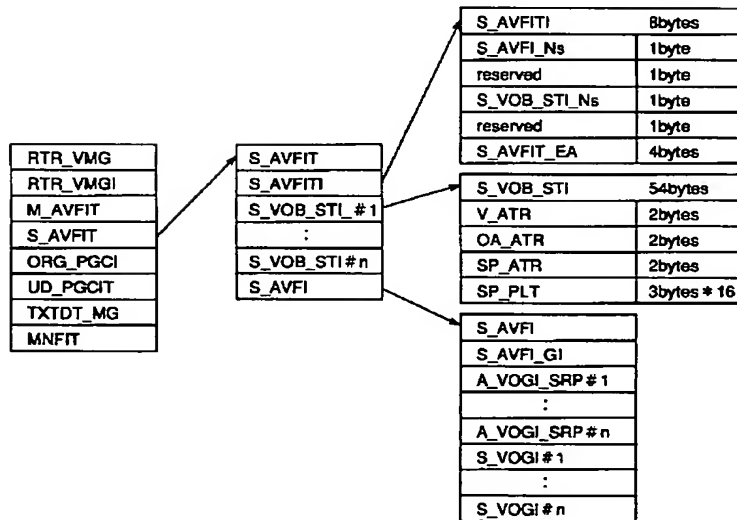 RTR_VMG
RTR_VMGI
M_AVFIT
S_AVFIT
ORG_PGCI
UD_PGCIT
TXTDT_MG
MNFIT
S_AVFIT
S_AVFITI
S_VOB_STI_#1
:
S_VOB_STI#n
S_AVFI
S_AVFITI 8bytes
S_AVFI_Ns 1byte
reserved 1byte
S_VOB_STI_Ns 1byte
reserved 1byte
S_AVFIT_EA 4bytes
S_VOB_STI 54bytes
V_ATR 2bytes
OA_ATR 2bytes
SP_ATR 2bytes
SP_PLT 3bytes*16
S_AVFI
S_AVFI_GI
A_VOGI_SRP#1
:
A_VOGI_SRP#n
S_VOGI#1
:
S_VOGI#n